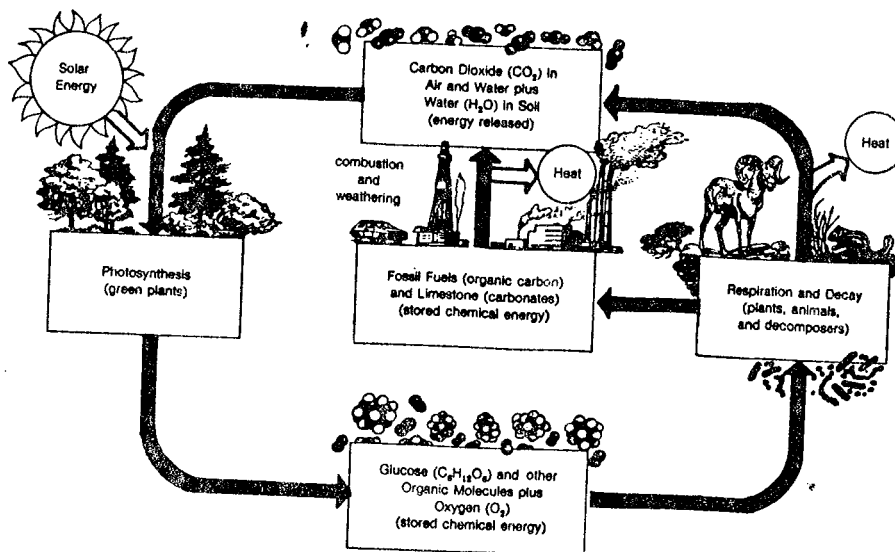 Solar
Energy
Carbon Dioxide (CO₂) in
Air and Water plus
Water (H₂O) in Soil
(energy released)
Heat
combustion
and
weathering
Heat
Photosynthesis
(green plants)
Fossil Fuels (organic carbon)
and Limestone (carbonates)
(stored chemical energy)
Respiration and Decay
(plants, animals,
and decomposers)
Glucose (C₆H₁₂O₆) and other
Organic Molecules plus
Oxygen (O₂)
(stored chemical energy)